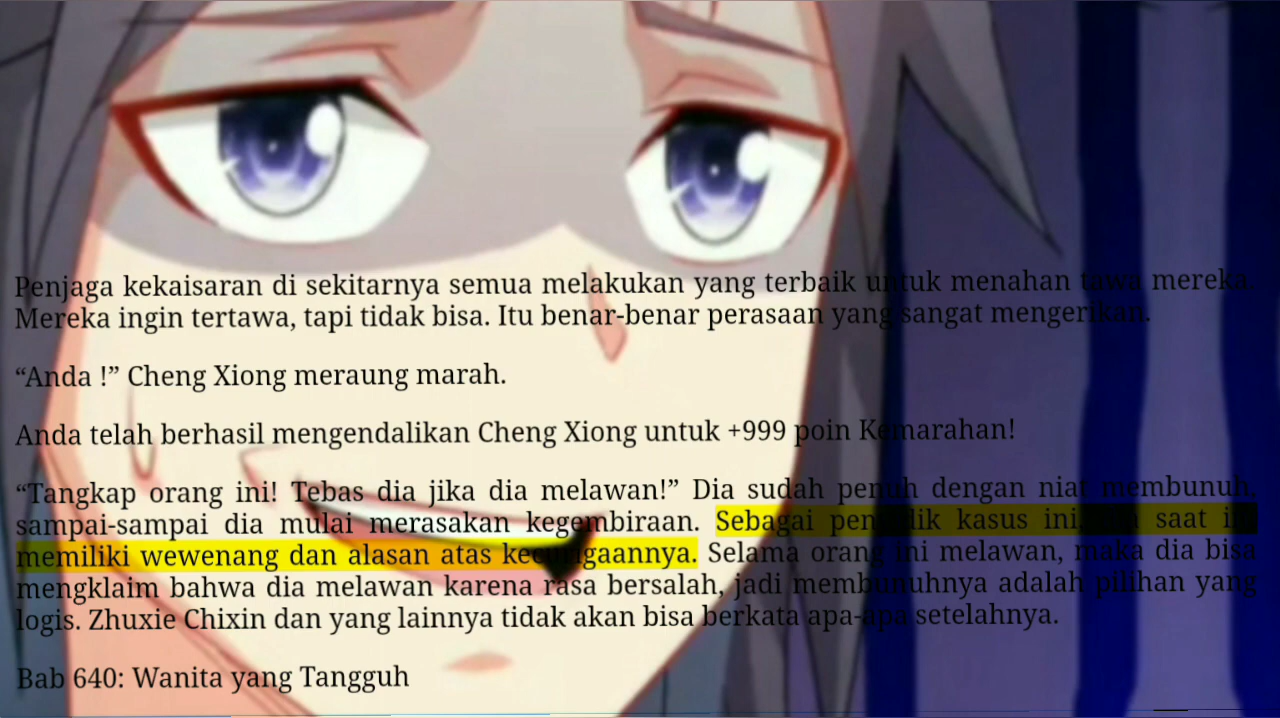 Penjaga kekaisaran di sekitarnya semua melakukan yang terbaik untuk menahan tawa mereka.
Mereka ingin tertawa, tapi tidak bisa. Itu benar-benar perasaan yang sangat mengerikan.
“Anda !” Cheng Xiong meraung marah.
Anda telah berhasil mengendalikan Cheng Xiong untuk +999 poin Kemarahan!
“Tangkap orang ini! Tebas dia jika dia melawan!” Dia sudah penuh dengan niat membunuh,
sampai-sampai dia mulai merasakan kegembiraan. Sebagai penyidik kasus ini, saat ini
memiliki wewenang dan alasan atas kecurigaannya. Selama orang ini melawan, maka dia bisa
mengklaim bahwa dia melawan karena rasa bersalah, jadi membunuhnya adalah pilihan yang
logis. Zhuxie Chixin dan yang lainnya tidak akan bisa berkata apa-apa setelahnya.
Bab 640: Wanita yang Tangguh